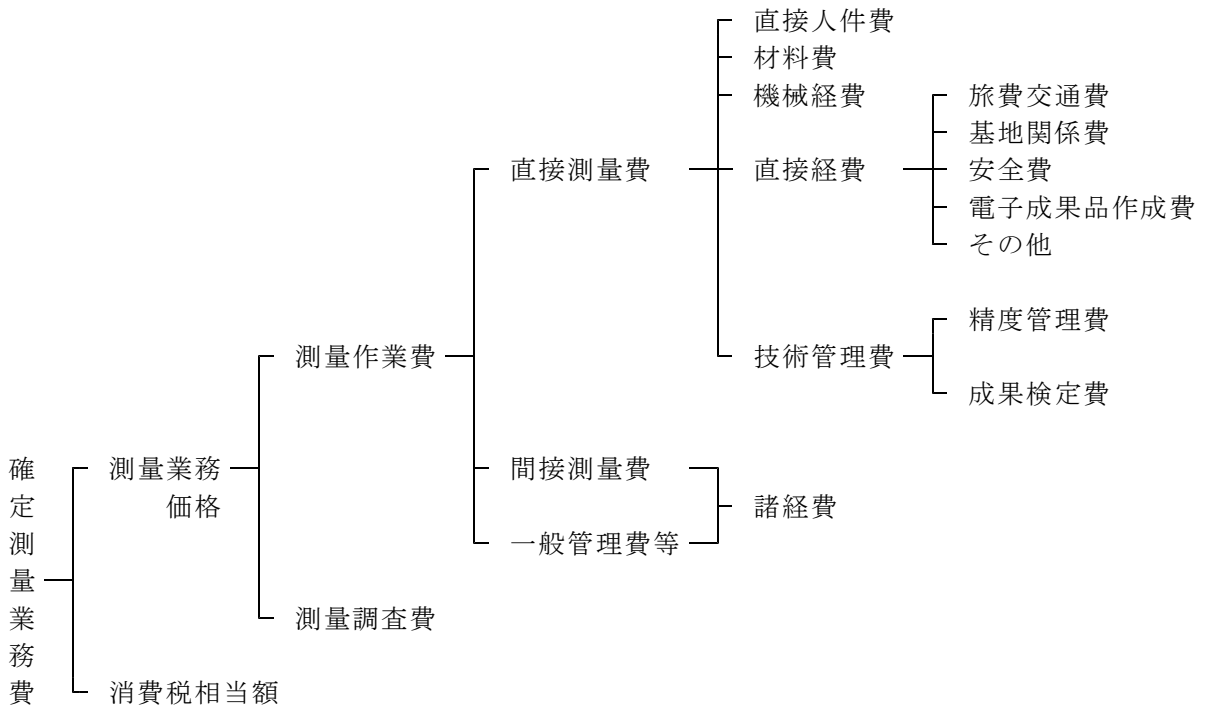 直接人件費
材料費
機械経費
旅費交通費
基地関係費
直接測量費
直接経費
安全費
電子成果品作成費
その他
精度管理費
測量作業費
技術管理費
成果検定費
確定測量業務費
測量業務
価格
間接測量費
諸経費
一般管理費等
測量調査費
消費税相当額